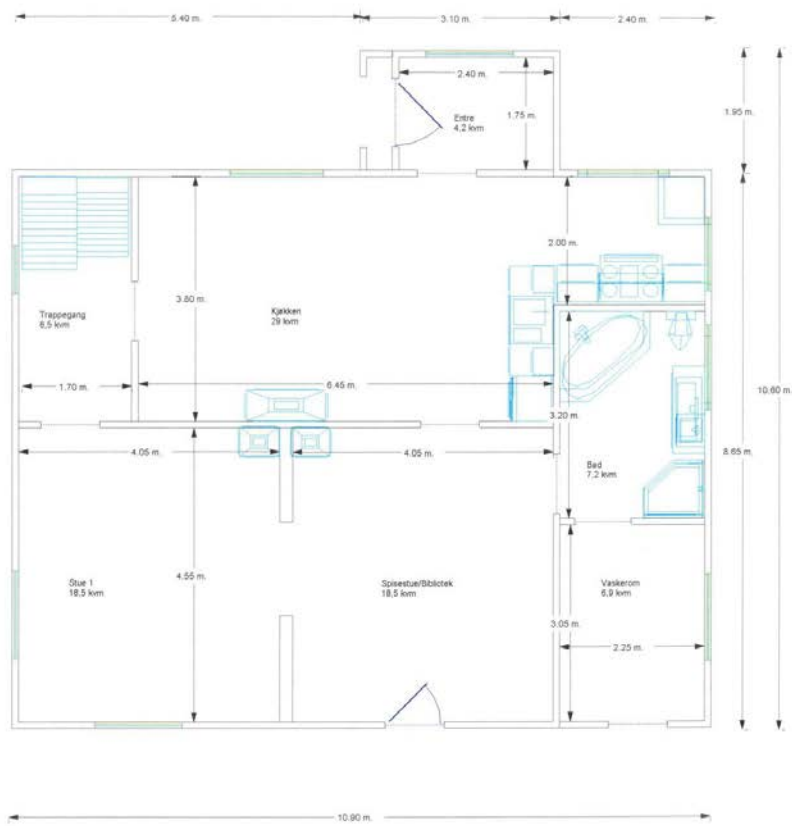 5.40 m.
3.10 m.
2.40 m.
2.40 m.
1.75 m.
1.95 m.
Entre
4,2 kvm
2.00 m.
3.80 m.
Trappegang
6,5 kvm
Kjøkken
29 kvm
1.70 m.
6.45 m.
10.60 m.
3.20 m.
4.05 m.
4.05 m.
8.65 m.
Bad
7,2 kvm
4.55 m.
Stue 1
18,5 kvm
Spisestue/Bibliotek
18,5 kvm
Vaskerom
6,9 kvm
3.05 m.
2.25 m.
10.90 m.